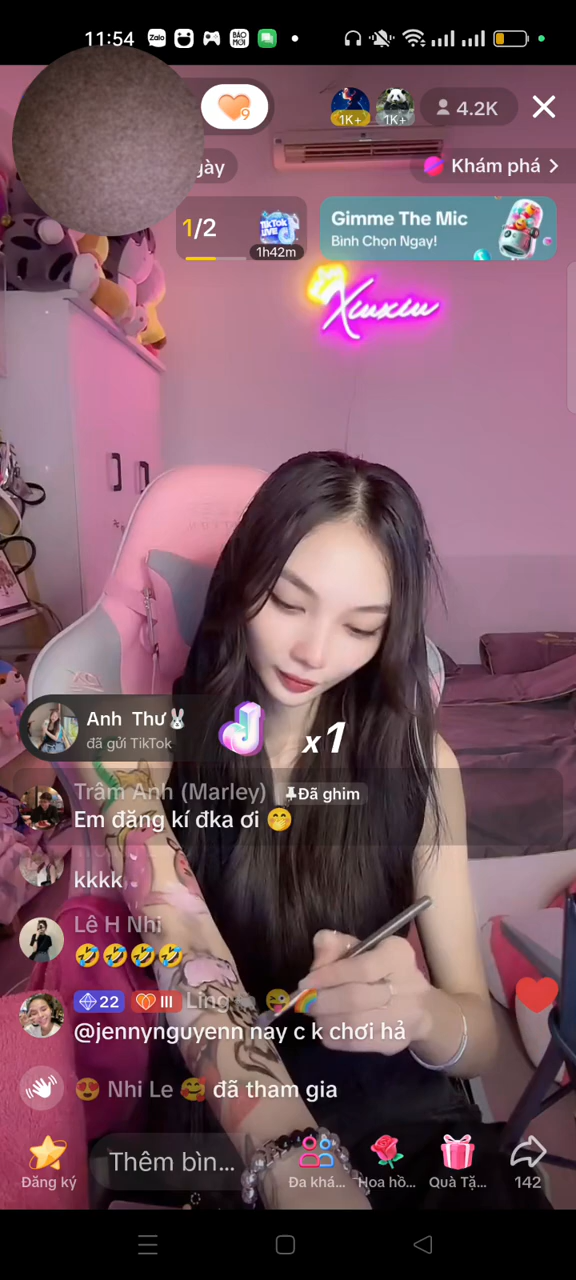 11:54
Zalo
BÁO MỚI
9
1K+
1K+
4.2K
gày
Khám phá
1/2
TikTok LIVE
1h42m
Gimme The Mic
Bình Chọn Ngay!
Xiuxiu
Anh Thư🐰
đã gửi TikTok
x1
Trâm Anh (Marley)
Đã ghim
Em đăng kí đka ơi 🤭
kkkk
Lê H Nhi
🤣🤣🤣🤣
22
III
Ling
😜🌈
@jennynguyenn nay c k chơi hả
😍 Nhi Le 🥰 đã tham gia
Đăng ký
Thêm bìn...
Đa khá...
Hoa hồ...
Quà Tặ...
142